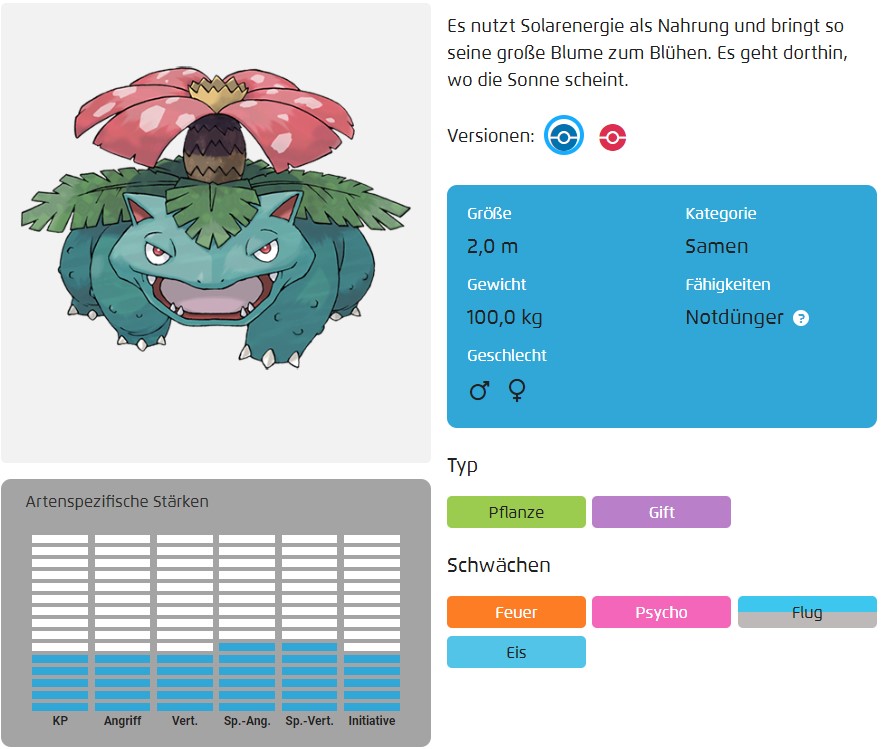 Es nutzt Solarenergie als Nahrung und bringt so
seine große Blume zum Blühen. Es geht dorthin,
wo die Sonne scheint.
Versionen:
Größe
2,0 m
Kategorie
Samen
Gewicht
100,0 kg
Fähigkeiten
Notdünger ?
Geschlecht
♂ ♀
Typ
Pflanze
Gift
Schwächen
Feuer
Psycho
Flug
Eis
Artenspezifische Stärken
KP
Angriff
Vert.
Sp.-Ang.
Sp.-Vert.
Initiative